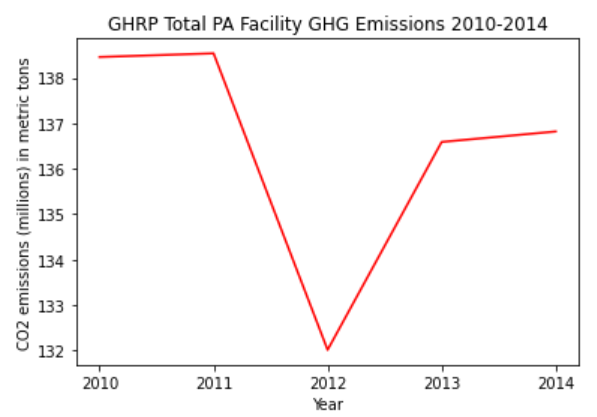 GHRP Total PA Facility GHG Emissions 2010-2014
CO2 emissions (millions) in metric tons
138
137
136
135
134
133
132
2010 2011 2012 2013 2014
Year